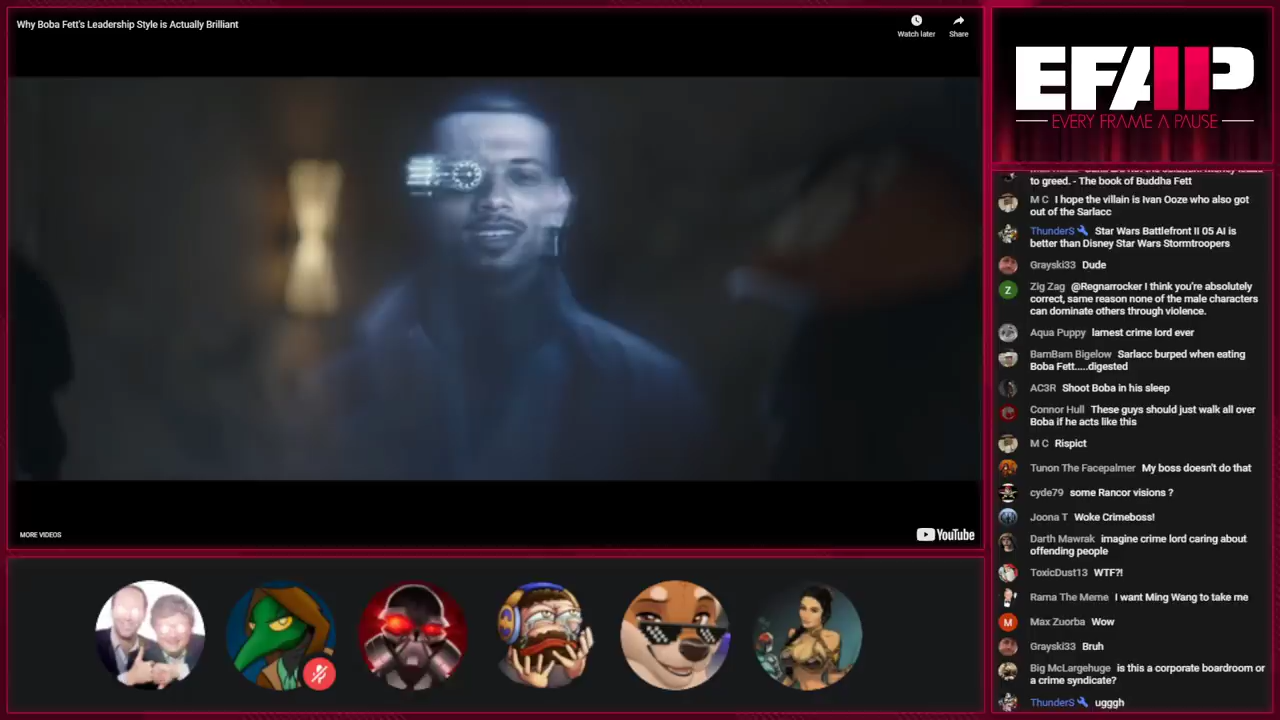 Why Boba Fett's Leadership Style is Actually Brilliant
Watch later
Share
MORE VIDEOS
YouTube
EFAP
EVERY FRAME A PAUSE
to greed. - The book of Buddha Fett
M C I hope the villain is Ivan Ooze who also got
out of the Sarlacc
ThunderS Star Wars Battlefront II 05 AI is
better than Disney Star Wars Stormtroopers
Grayski33 Dude
Z
Zig Zag @Regnarrocker I think you're absolutely
correct, same reason none of the male characters
can dominate others through violence.
Aqua Puppy lamest crime lord ever
BamBam Bigelow Sarlacc burped when eating
Boba Fett.....digested
AC3R Shoot Boba in his sleep
Connor Hull These guys should just walk all over
Boba if he acts like this
M C Rispict
Tunon The Facepalmer My boss doesn't do that
cyde79 some Rancor visions ?
Joona T Woke Crimeboss!
Darth Mawrak imagine crime lord caring about
offending people
ToxicDust13 WTF?!
Rama The Meme I want Ming Wang to take me
M
Max Zuorba Wow
Grayski33 Bruh
Big McLargehuge is this a corporate boardroom or
a crime syndicate?
ThunderS ugggh